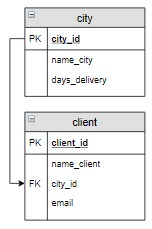 city
PK city_id
name_city
days_delivery
client
PK client_id
name_client
FK city_id
email